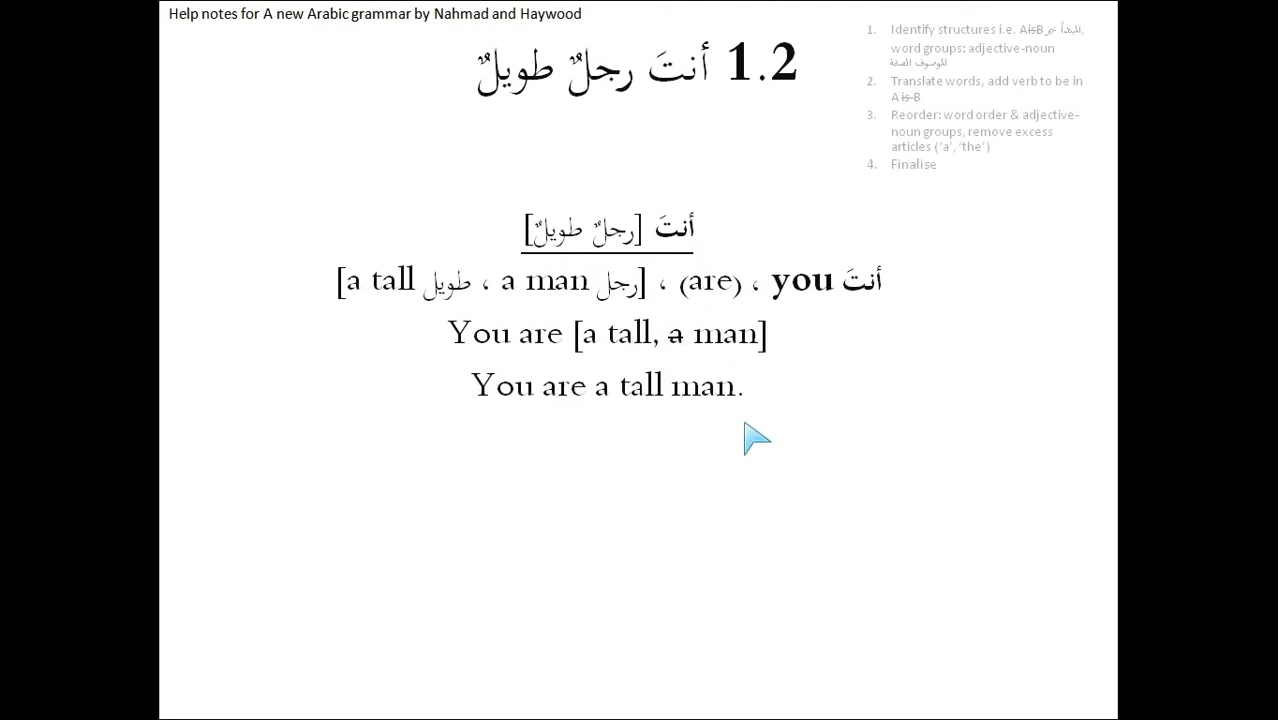 Help notes for A new Arabic grammar by Nahmad and Haywood
1.2 أنتَ رجلٌ طويلٌ
1. Identify structures i.e. A is B المبتدأ خبر,
word groups: adjective-noun
الموصوف الصفة
2. Translate words, add verb to be in
A is B
3. Reorder: word order & adjective-
noun groups, remove excess
articles (‘a’, ‘the’)
4. Finalise
أنتَ [رجلٌ طويلٌ]
أنتَ you ، (are) ، [رجل a man ، طويل a tall]
You are [a tall, a man]
You are a tall man.